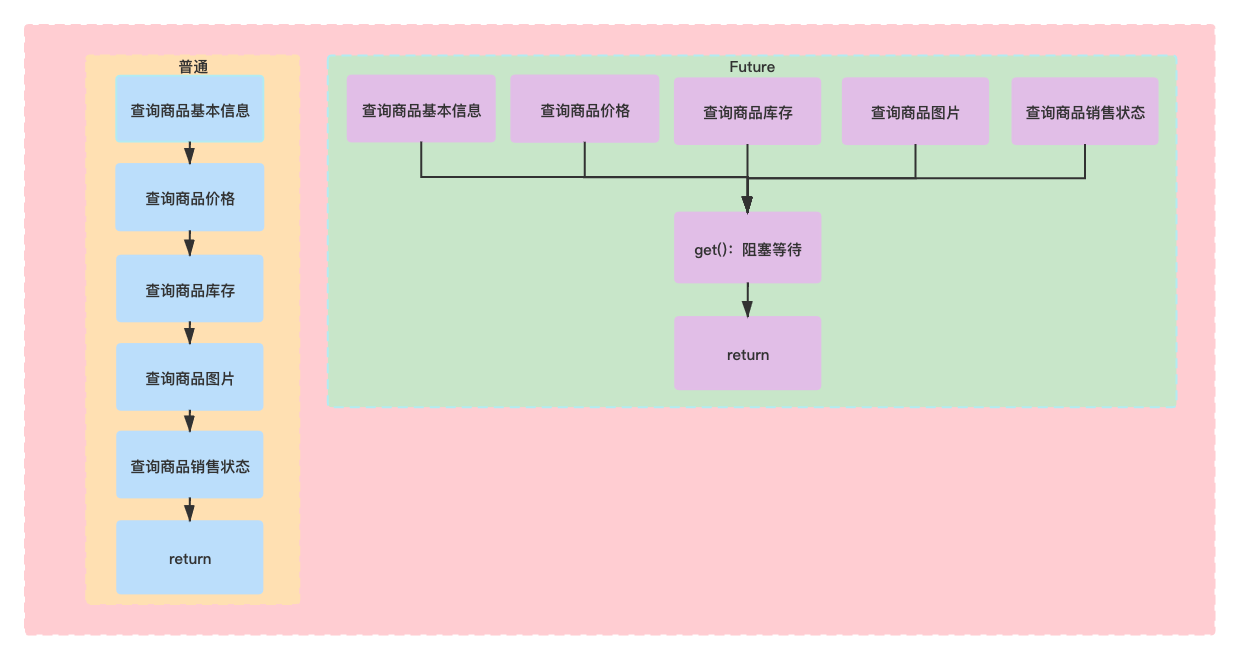 普通
查询商品基本信息
查询商品价格
查询商品库存
查询商品图片
查询商品销售状态
return
Future
查询商品基本信息
查询商品价格
查询商品库存
查询商品图片
查询商品销售状态
get()：阻塞等待
return